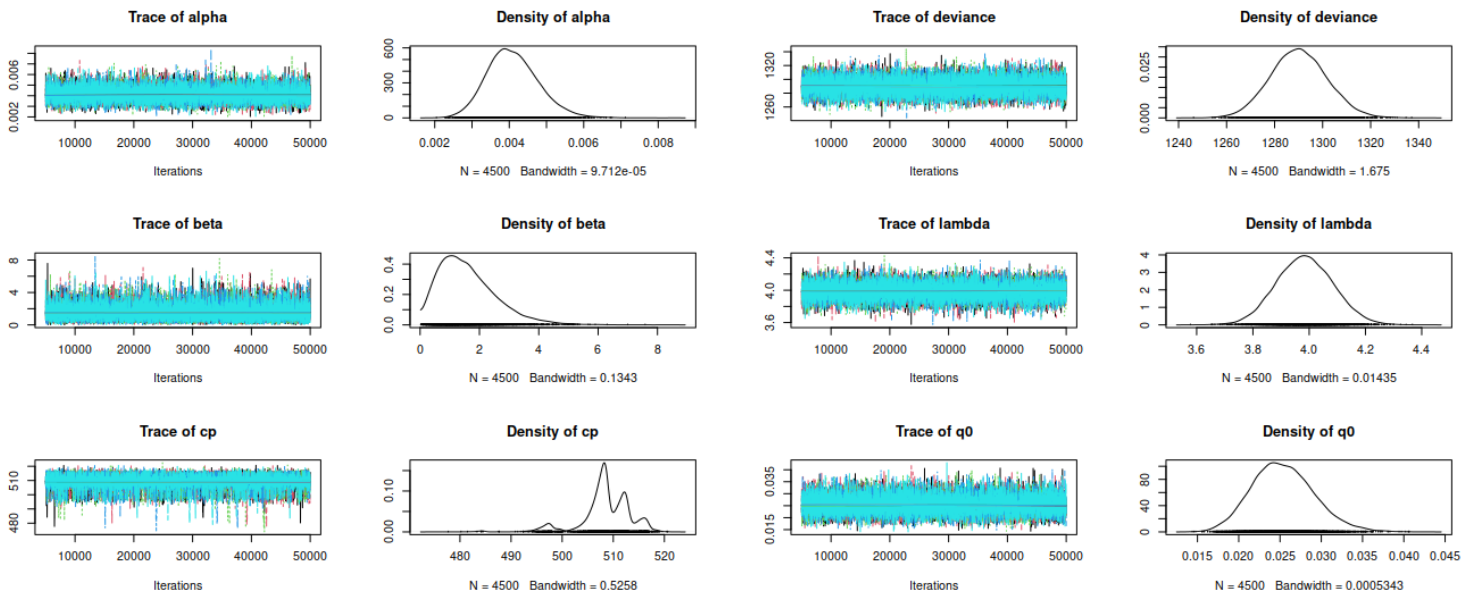 Trace of alpha
0.002 0.006
10000 20000 30000 40000 50000
Iterations
Density of alpha
0 300 600
0.002 0.004 0.006 0.008
N = 4500 Bandwidth = 9.712e-05
Trace of deviance
1260 1320
10000 20000 30000 40000 50000
Iterations
Density of deviance
0.000 0.025
1240 1260 1280 1300 1320 1340
N = 4500 Bandwidth = 1.675
Trace of beta
0 4 8
10000 20000 30000 40000 50000
Iterations
Density of beta
0.0 0.2 0.4
0 2 4 6 8
N = 4500 Bandwidth = 0.1343
Trace of lambda
3.6 4.0 4.4
10000 20000 30000 40000 50000
Iterations
Density of lambda
0 1 2 3 4
3.6 3.8 4.0 4.2 4.4
N = 4500 Bandwidth = 0.01435
Trace of cp
480 510
10000 20000 30000 40000 50000
Iterations
Density of cp
0.00 0.10
480 490 500 510 520
N = 4500 Bandwidth = 0.5258
Trace of q0
0.015 0.035
10000 20000 30000 40000 50000
Iterations
Density of q0
0 40 80
0.015 0.020 0.025 0.030 0.035 0.040 0.045
N = 4500 Bandwidth = 0.0005343